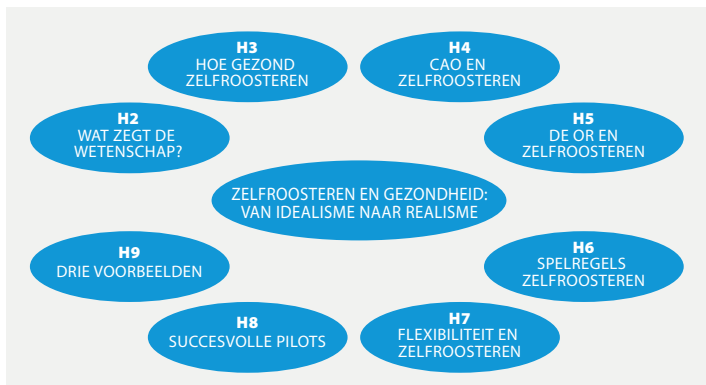 H3
HOE GEZOND
ZELFROOSTEREN
H4
CAO EN
ZELFROOSTEREN
H2
WAT ZEGT DE
WETENSCHAP?
H5
DE OR EN
ZELFROOSTEREN
ZELFROOSTEREN EN GEZONDHEID:
VAN IDEALISME NAAR REALISME
H9
DRIE VOORBEELDEN
H6
SPELREGELS
ZELFROOSTEREN
H8
SUCCESVOLLE PILOTS
H7
FLEXIBILITEIT EN
ZELFROOSTEREN